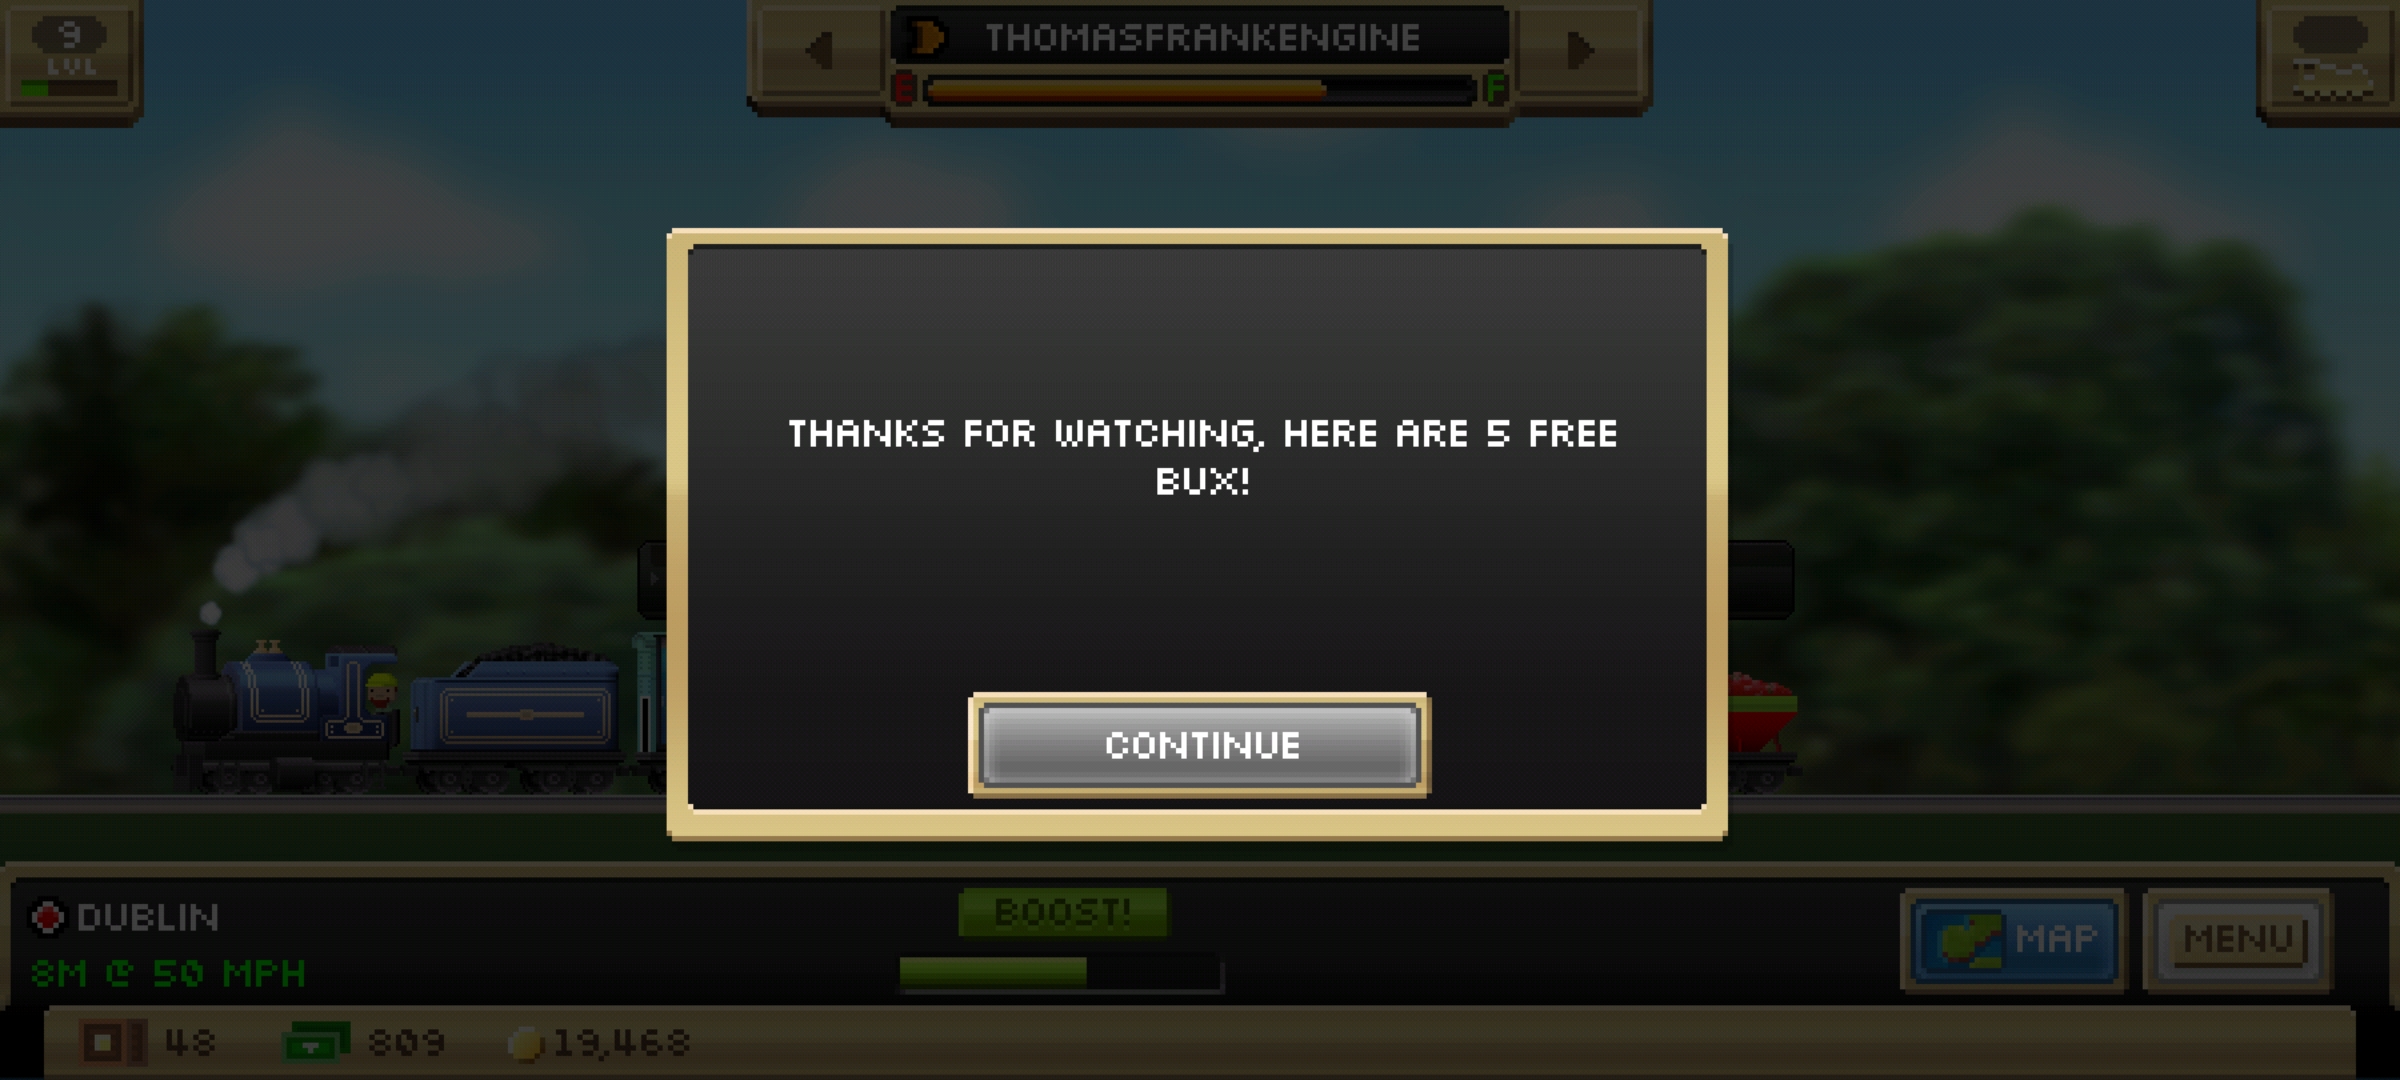 9
LVL
THOMASFRANKENGINE
E F
THANKS FOR WATCHING, HERE ARE 5 FREE
BUX!
CONTINUE
DUBLIN
8M @ 50 MPH
BOOST!
MAP
MENU
48
809
19,468